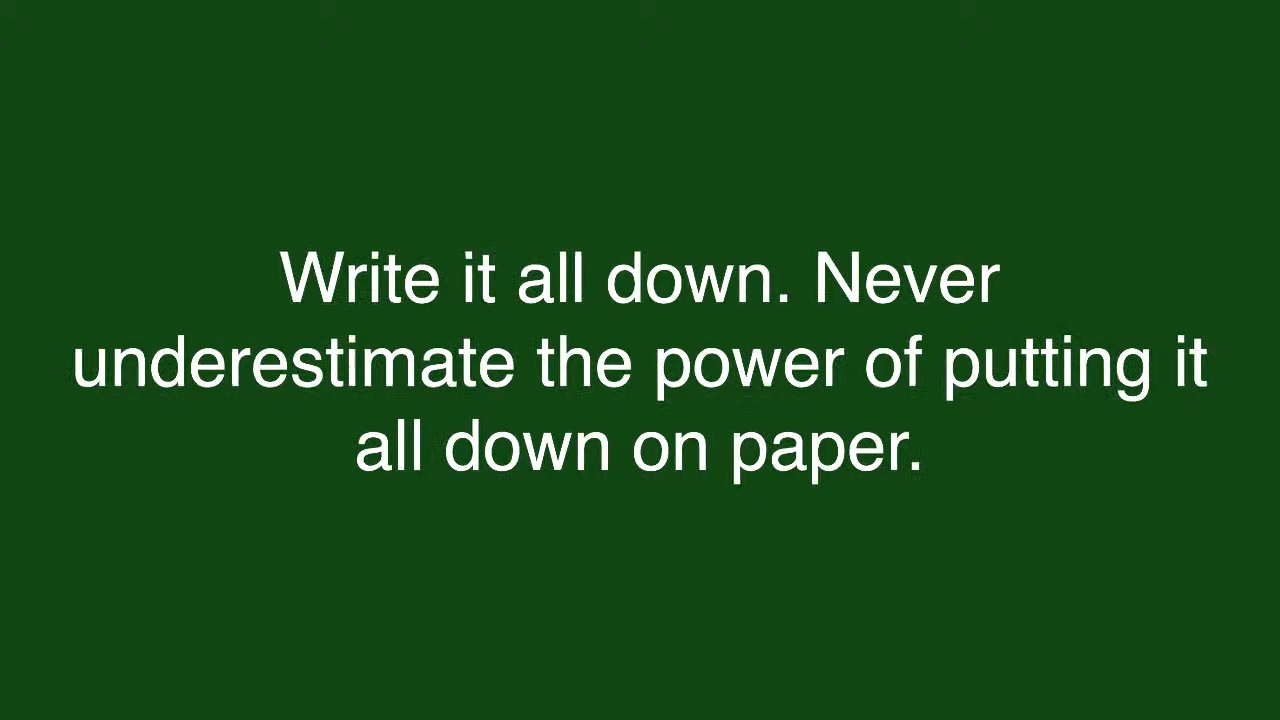 Write it all down. Never
underestimate the power of putting it
all down on paper.